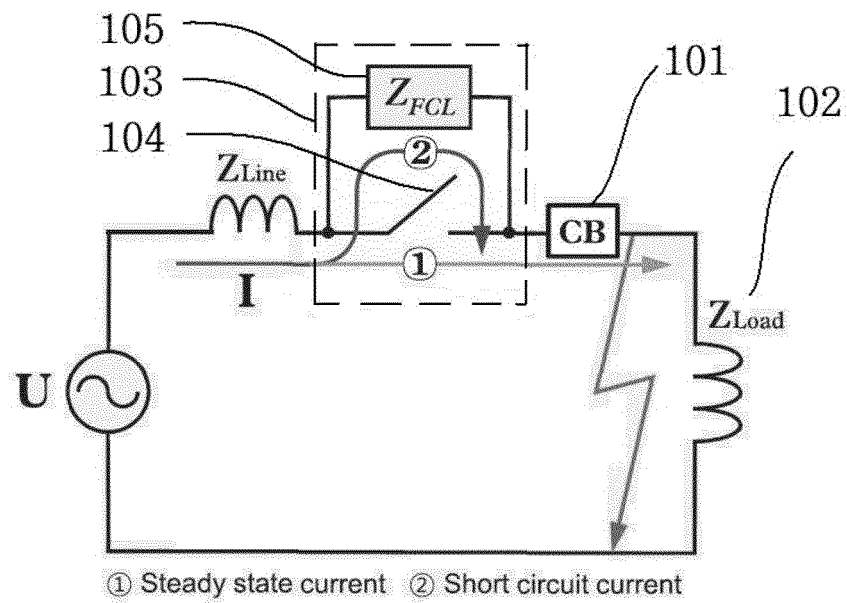 105
103
104
Z_FCL
101
102
②
Z_Line
CB
①
I
Z_Load
U
① Steady state current ② Short circuit current